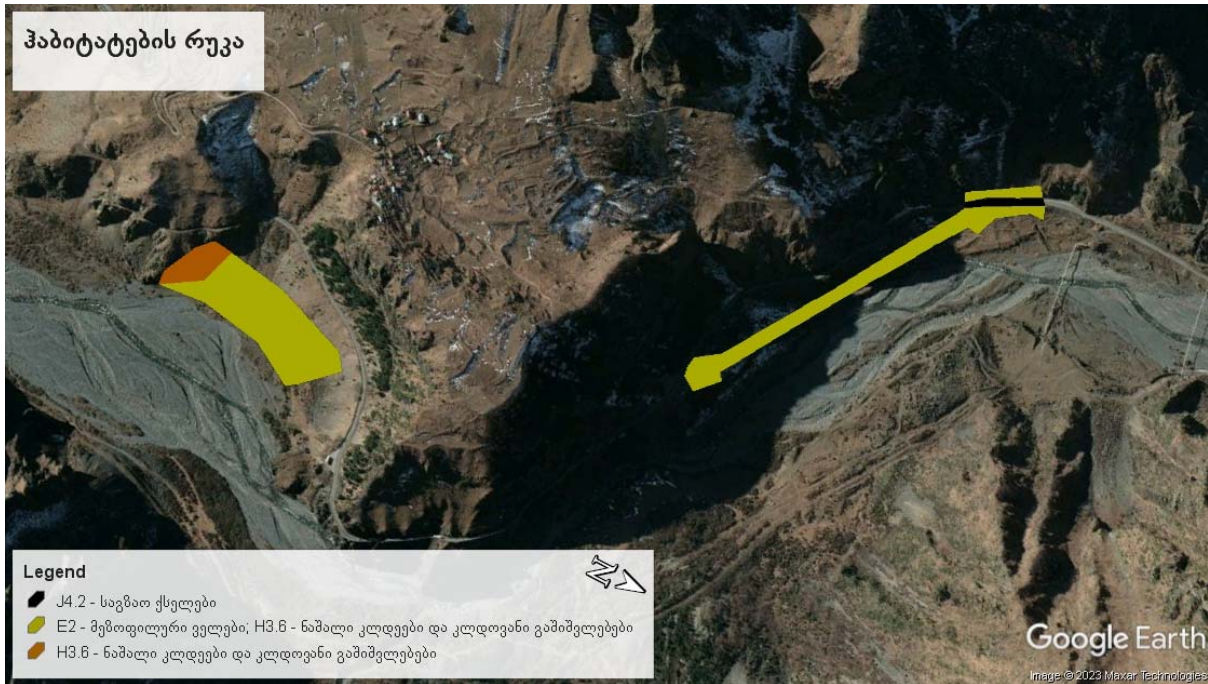 ჰაბიტატების რუკა
Legend
N
J4.2 - საგზაო ქსელები
E2 - მეზოფილური ველები; H3.6 - ნაშალი კლდეები და კლდოვანი გაშიშვლებები
H3.6 - ნაშალი კლდეები და კლდოვანი გაშიშვლებები
Google Earth
Image © 2023 Maxar Technologies